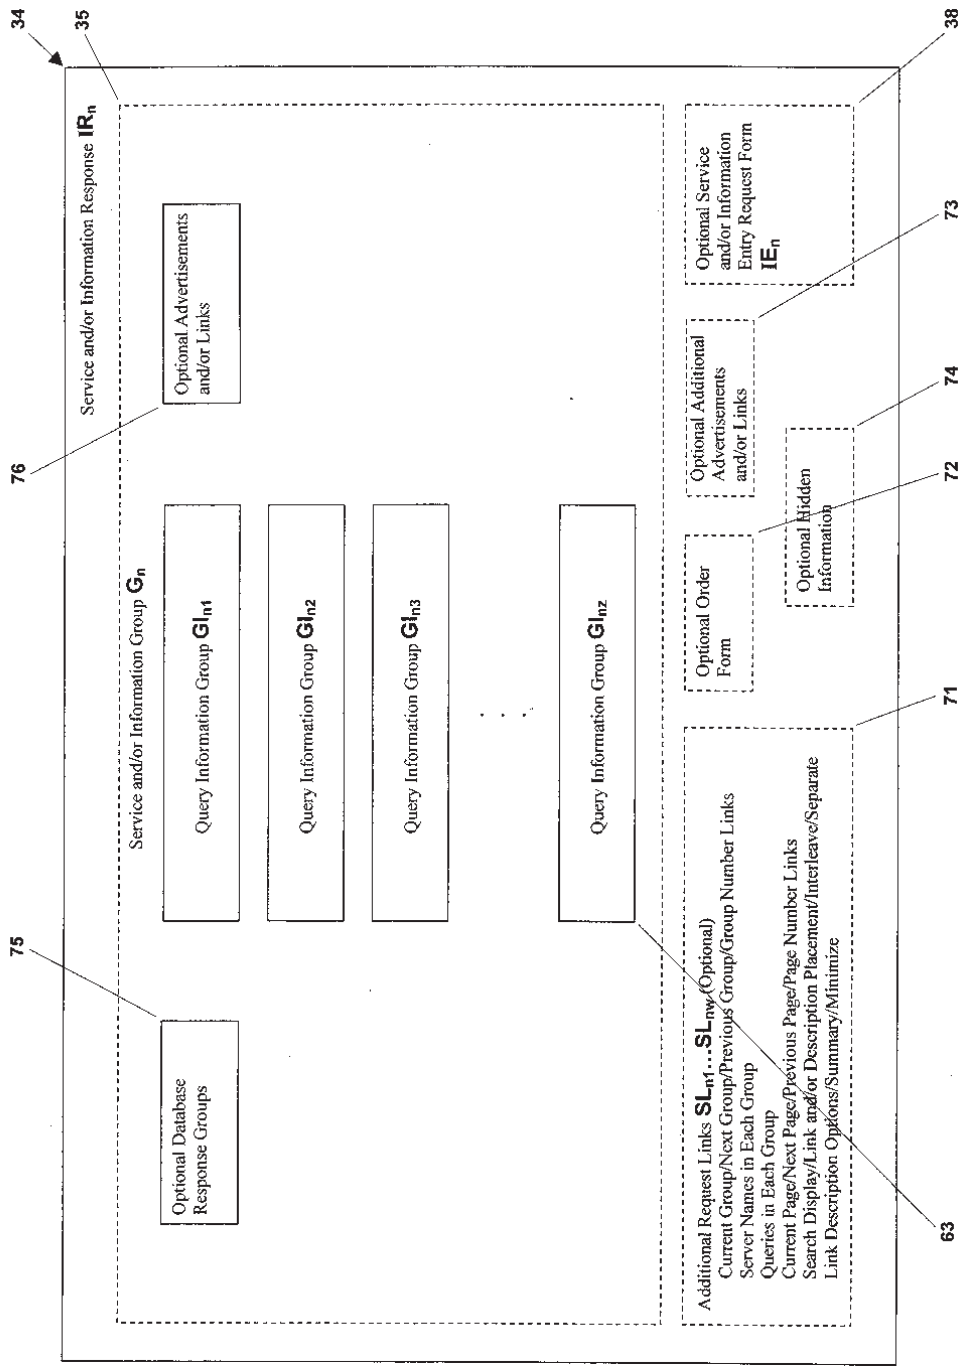 34
35
Service and/or Information Response IRn
Service and/or Information Group Gn
75
76
Optional Database
Response Groups
Query Information Group GIn1
Query Information Group GIn2
Query Information Group GIn3
. . .
Query Information Group GInz
Optional Advertisements
and/or Links
Additional Request Links SLn1...SLnw (Optional)
Current Group/Next Group/Previous Group/Group Number Links
Server Names in Each Group
Queries in Each Group
Current Page/Next Page/Previous Page/Page Number Links
Search Display/Link and/or Description Placement/Interleave/Separate
Link Description Options/Summary/Minimize
Optional Order
Form
Optional Additional
Advertisements
and/or Links
Optional Service
and/or Information
Entry Request Form
IEn
Optional Hidden
Information
63
71
72
74
73
38